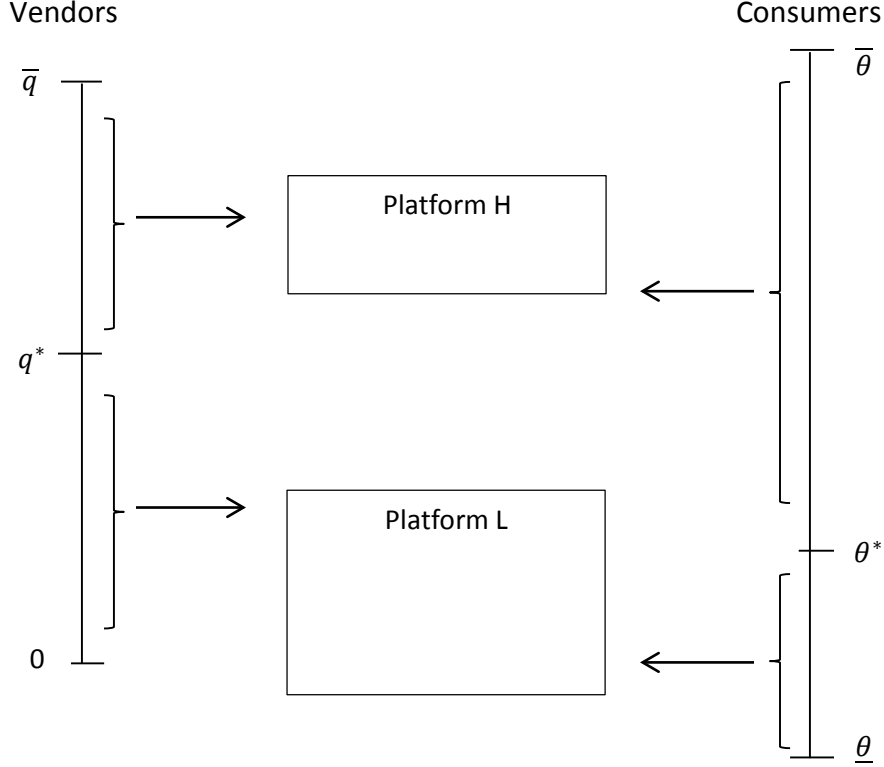 Vendors
Consumers
q̅
θ̅
Platform H
q*
Platform L
θ*
0
θ̲